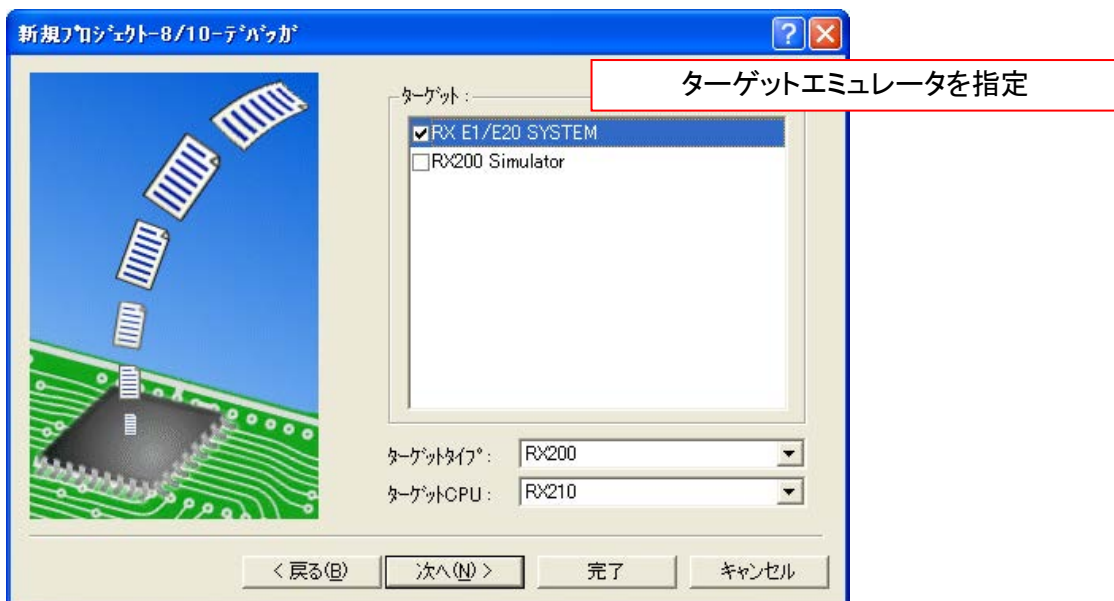 新規ﾌﾟﾛｼﾞｪｸﾄ-8/10-ﾃﾞﾊﾞｯｶﾞ
ターゲットエミュレータを指定
ﾀｰｹﾞｯﾄ :
RX E1/E20 SYSTEM
RX200 Simulator
ﾀｰｹﾞｯﾄﾀｲﾌﾟ : RX200
ﾀｰｹﾞｯﾄCPU : RX210
< 戻る(B) 次へ(N) > 完了 キャンセル